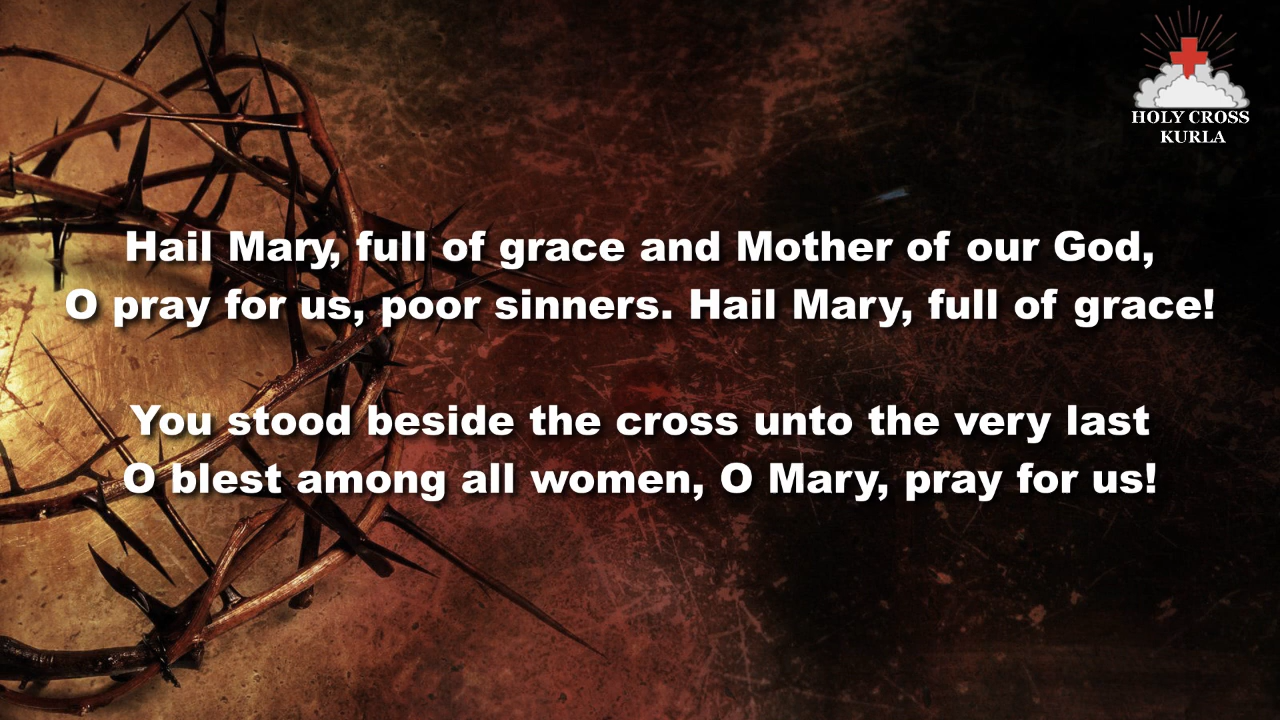 HOLY CROSS
KURLA
Hail Mary, full of grace and Mother of our God,
O pray for us, poor sinners. Hail Mary, full of grace!
You stood beside the cross unto the very last
O blest among all women, O Mary, pray for us!